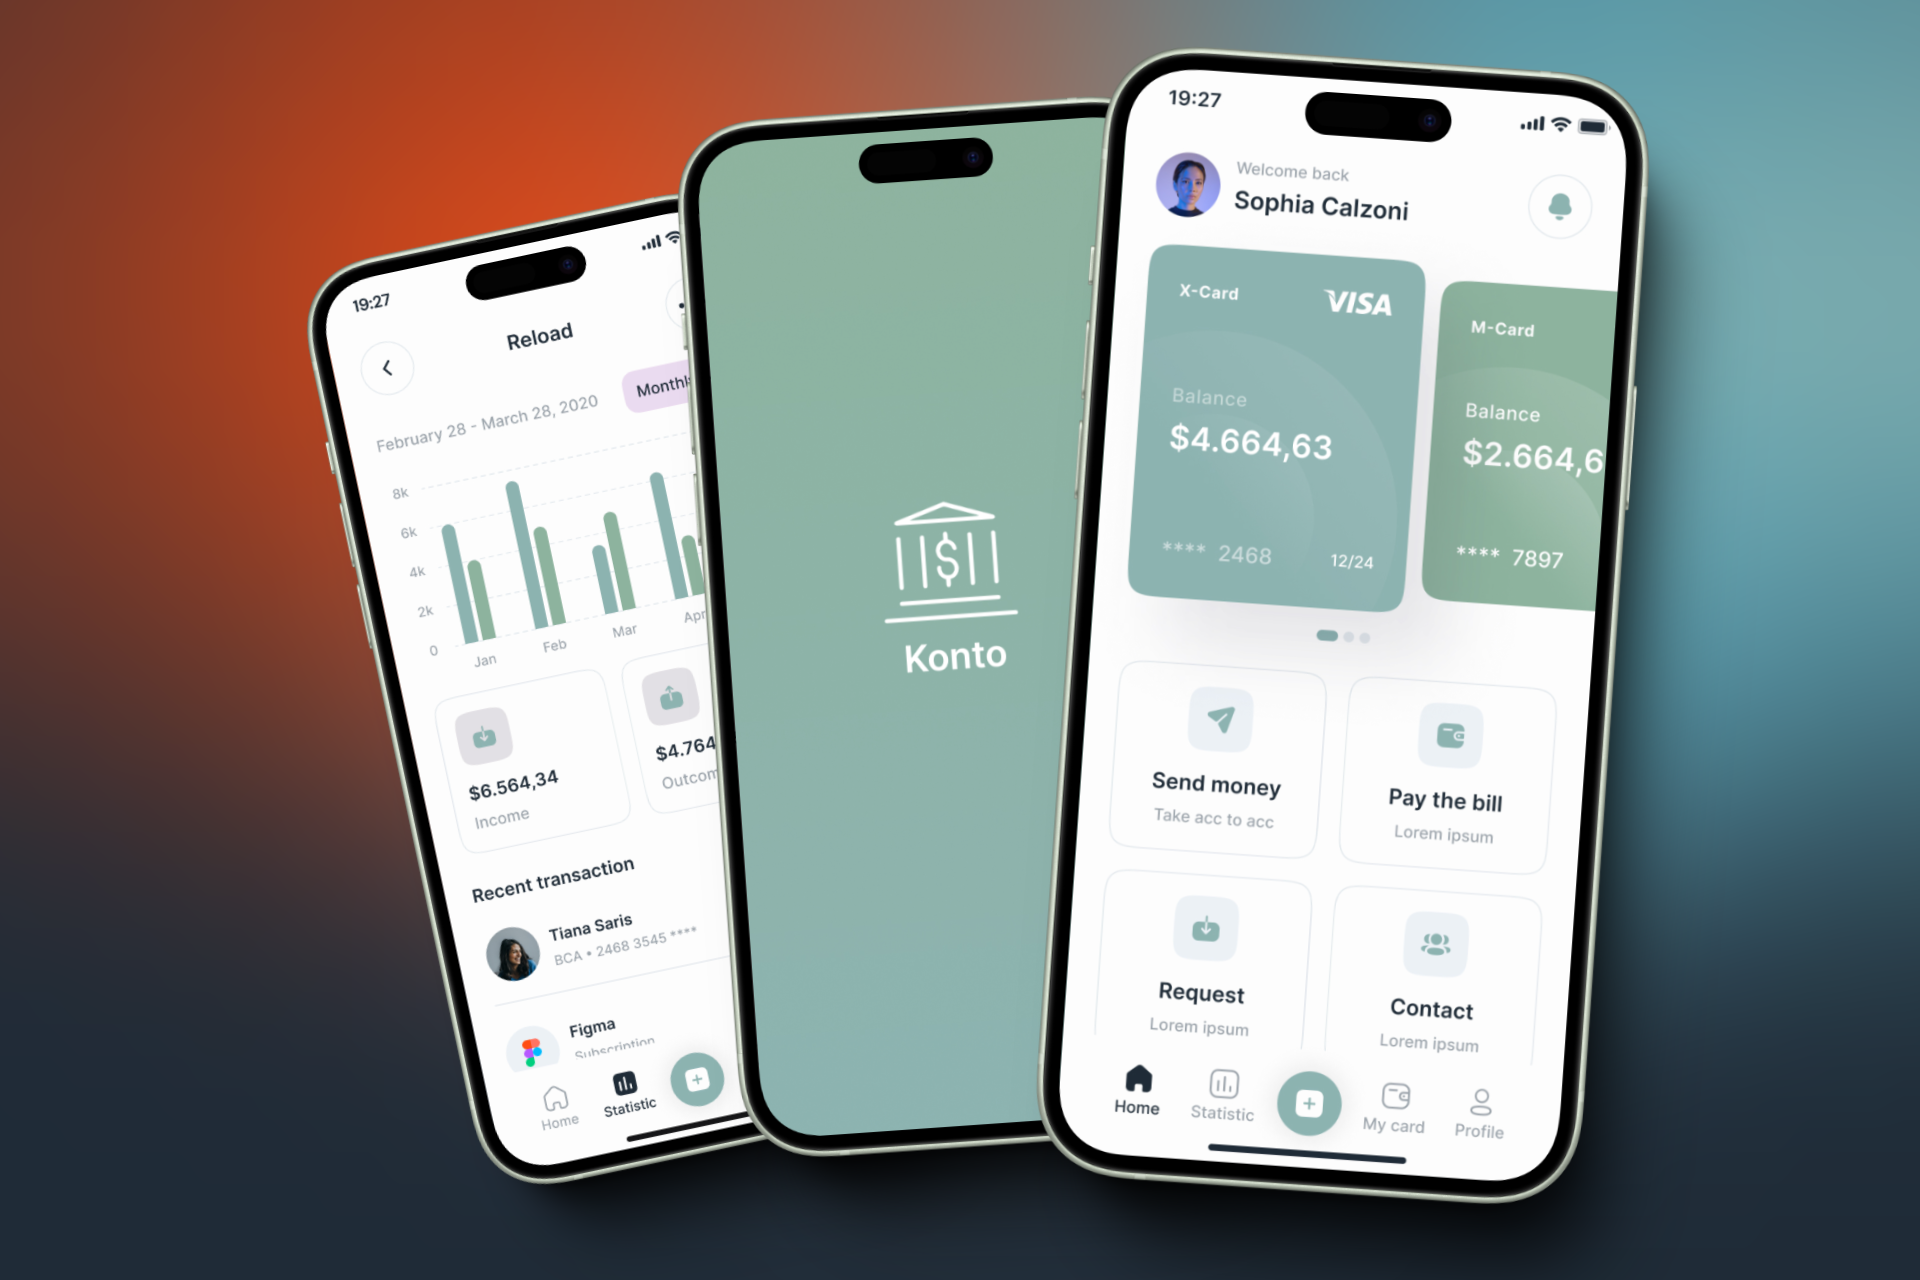 19:27
Reload
February 28 - March 28, 2020
Monthly
8k
6k
4k
2k
0
Jan
Feb
Mar
Apr
$6.564,34
Income
$4.764
Outcom
Recent transaction
Tiana Saris
BCA • 2468 3545 ****
Figma
Subscription
Home
Statistic
$
Konto
19:27
Welcome back
Sophia Calzoni
X-Card
VISA
Balance
$4.664,63
**** 2468
12/24
M-Card
Balance
$2.664,6
**** 7897
Send money
Take acc to acc
Pay the bill
Lorem ipsum
Request
Lorem ipsum
Contact
Lorem ipsum
Home
Statistic
My card
Profile